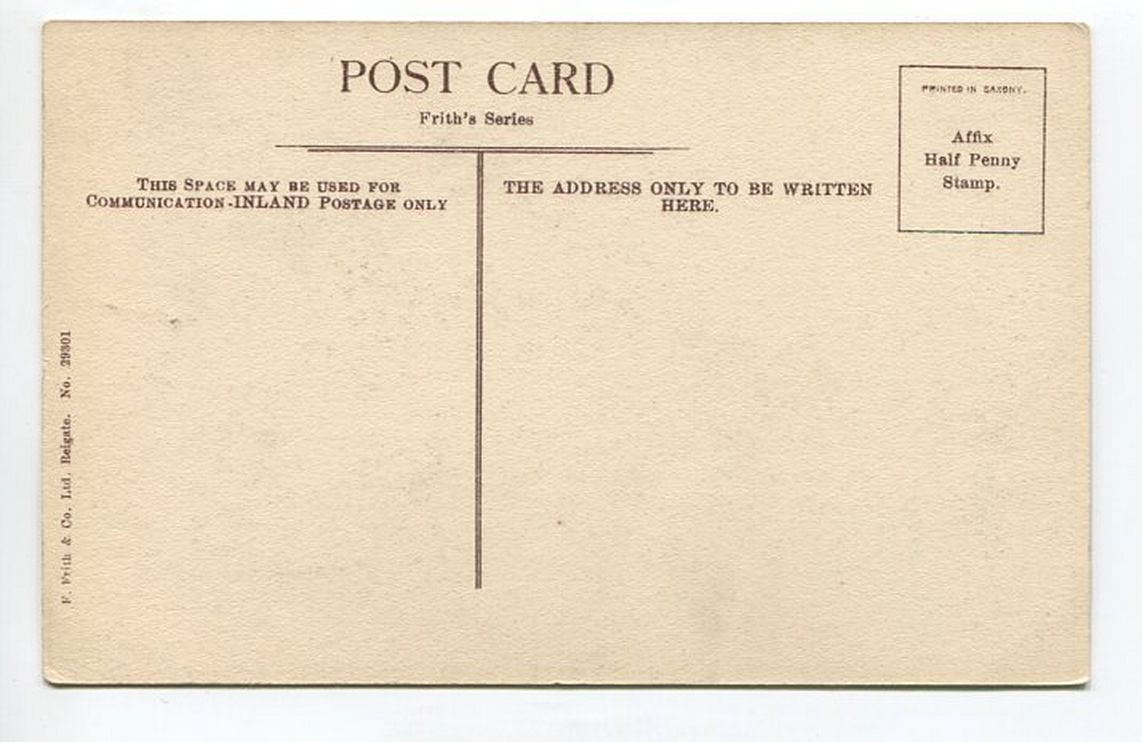 POST CARD
Frith's Series
PRINTED IN SAXONY.
Affix
Half Penny
Stamp.
THIS SPACE MAY BE USED FOR
COMMUNICATION-INLAND POSTAGE ONLY
THE ADDRESS ONLY TO BE WRITTEN
HERE.
F. Frith & Co. Ltd. Reigate. No. 29301